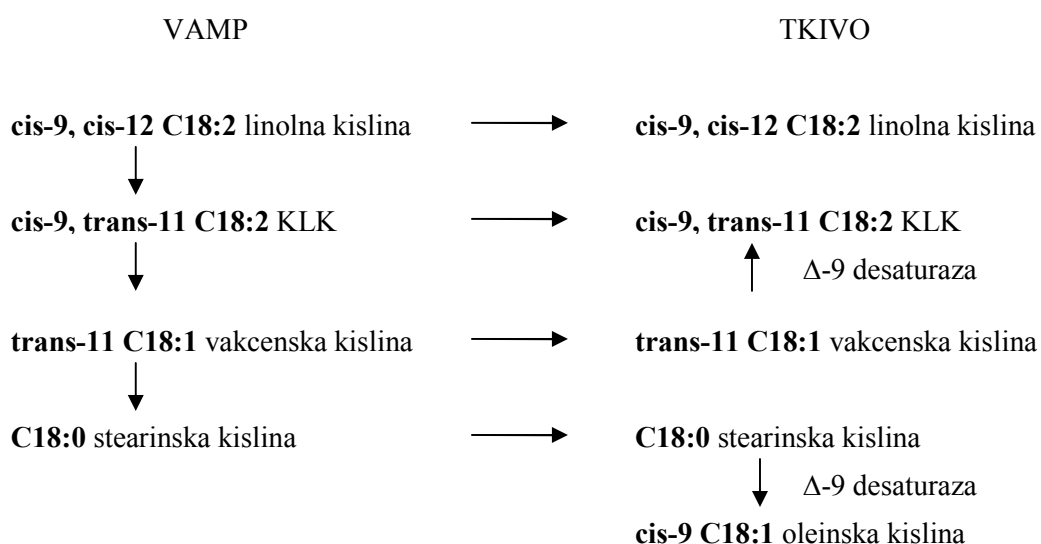 VAMP TKIVO
cis-9, cis-12 C18:2 linolna kislina cis-9, cis-12 C18:2 linolna kislina
cis-9, trans-11 C18:2 KLK cis-9, trans-11 C18:2 KLK
Δ-9 desaturaza
trans-11 C18:1 vakcenska kislina trans-11 C18:1 vakcenska kislina
C18:0 stearinska kislina C18:0 stearinska kislina
Δ-9 desaturaza
cis-9 C18:1 oleinska kislina